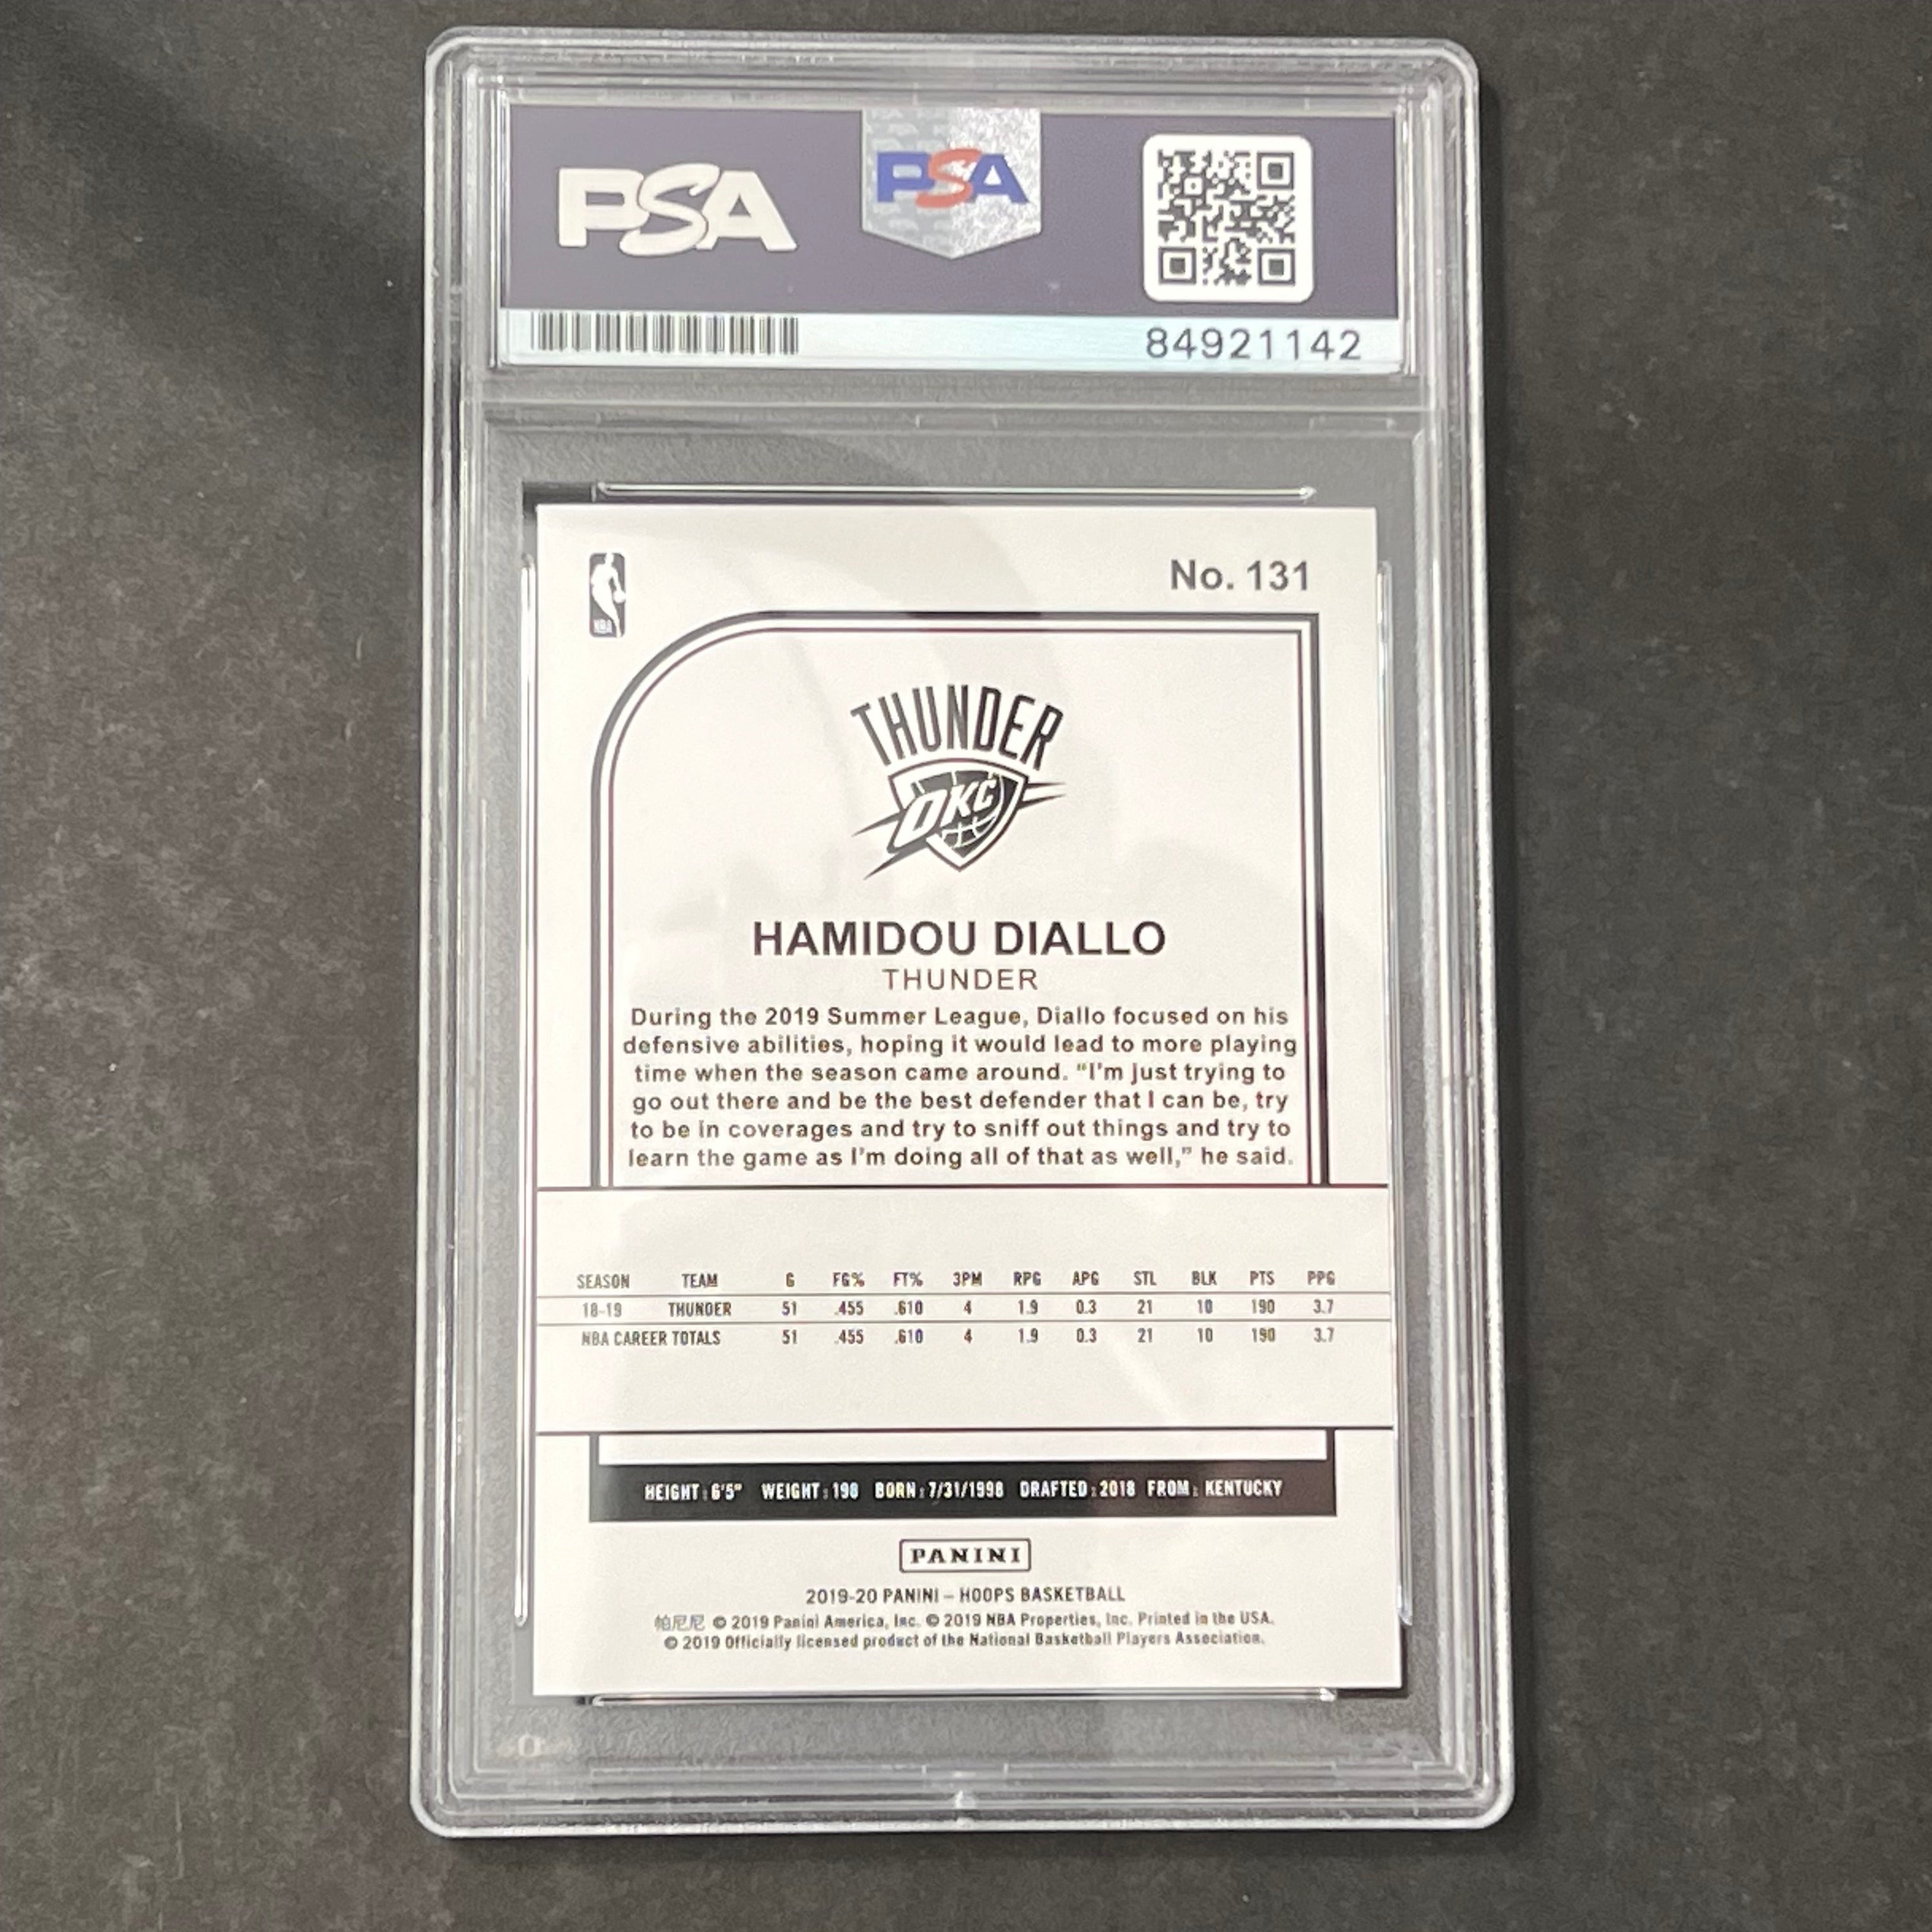 PSA
PSA
84921142
No. 131
NBA
THUNDER
OKC
HAMIDOU DIALLO
THUNDER
During the 2019 Summer League, Diallo focused on his
defensive abilities, hoping it would lead to more playing
time when the season came around. "I'm just trying to
go out there and be the best defender that I can be, try
to be in coverages and try to sniff out things and try to
learn the game as I'm doing all of that as well," he said.
SEASON TEAM G FG% FT% 3PM RPG APG STL BLK PTS PPG
18-19 THUNDER 51 .455 .610 4 1.9 0.3 21 10 190 3.7
NBA CAREER TOTALS 51 .455 .610 4 1.9 0.3 21 10 190 3.7
HEIGHT: 6'5" WEIGHT: 198 BORN: 7/31/1998 DRAFTED: 2018 FROM: KENTUCKY
PANINI
2019-20 PANINI – HOOPS BASKETBALL
帕尼尼 © 2019 Panini America, Inc. © 2019 NBA Properties, Inc. Printed in the USA.
© 2019 Officially licensed product of the National Basketball Players Association.